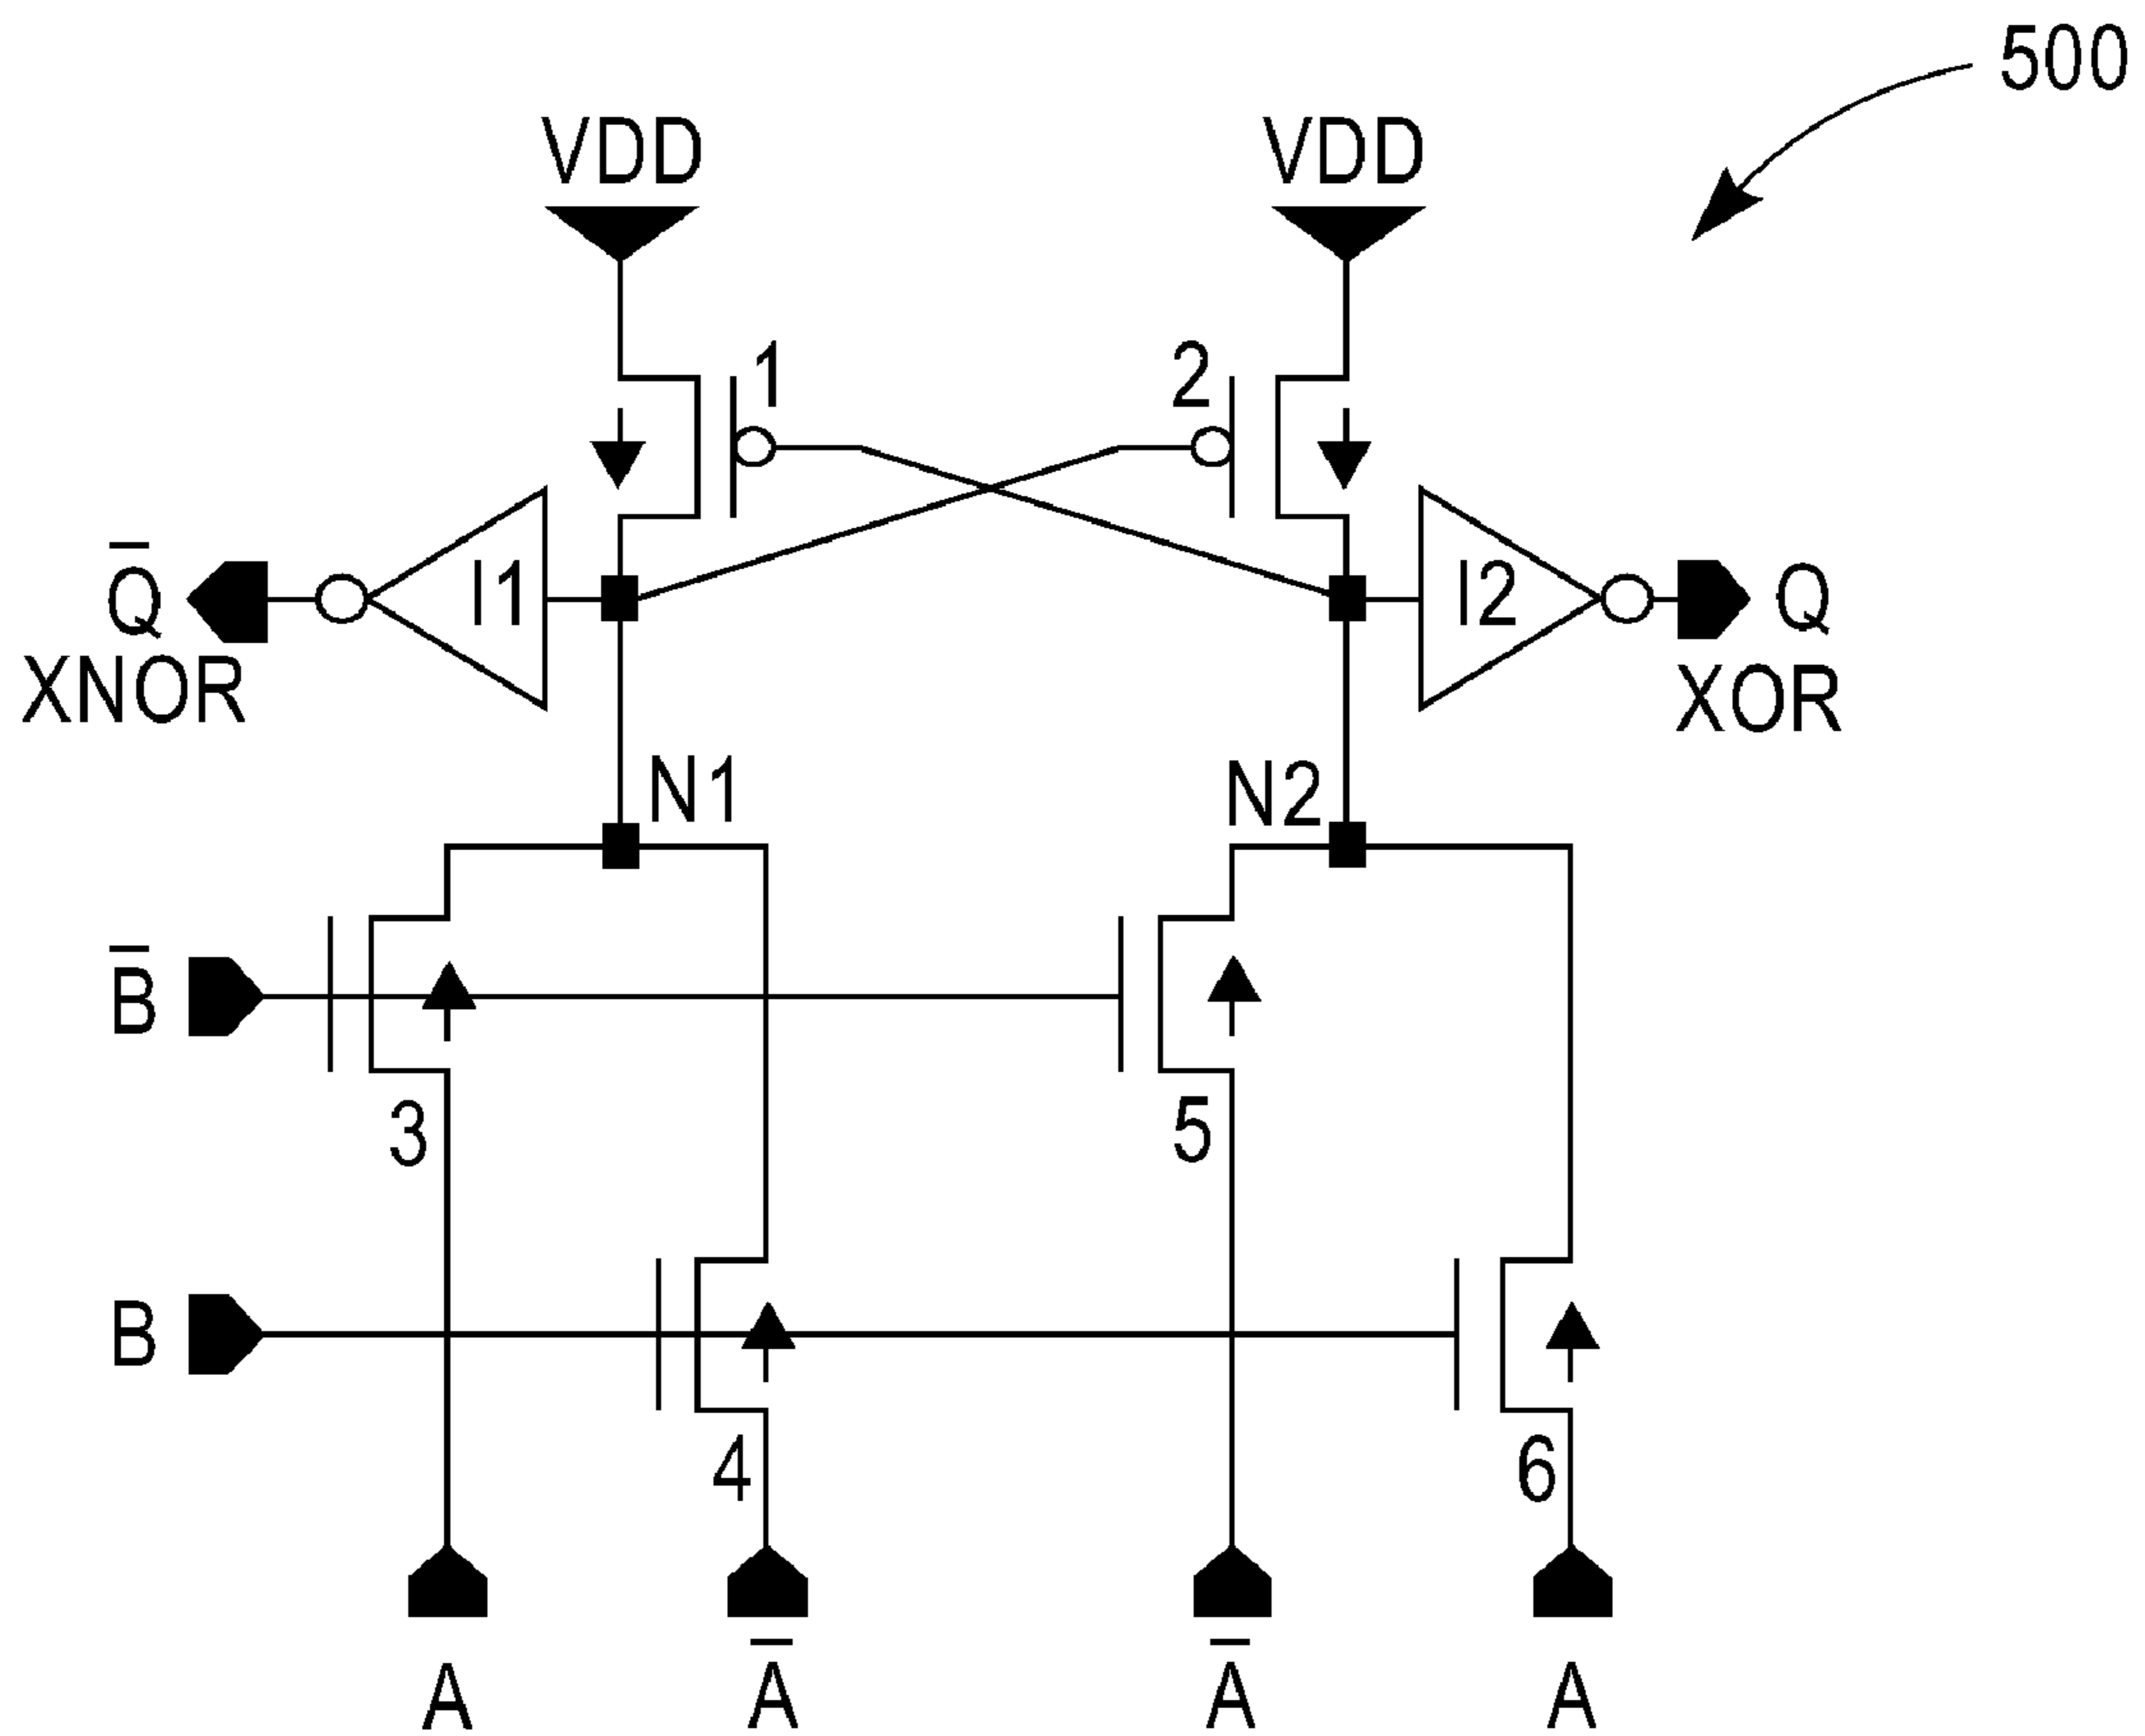 500
VDD VDD
1 2
Q̅ I1 I2 Q
XNOR XOR
N1 N2
B̅
3 5
B
4 6
A A̅ A̅ A